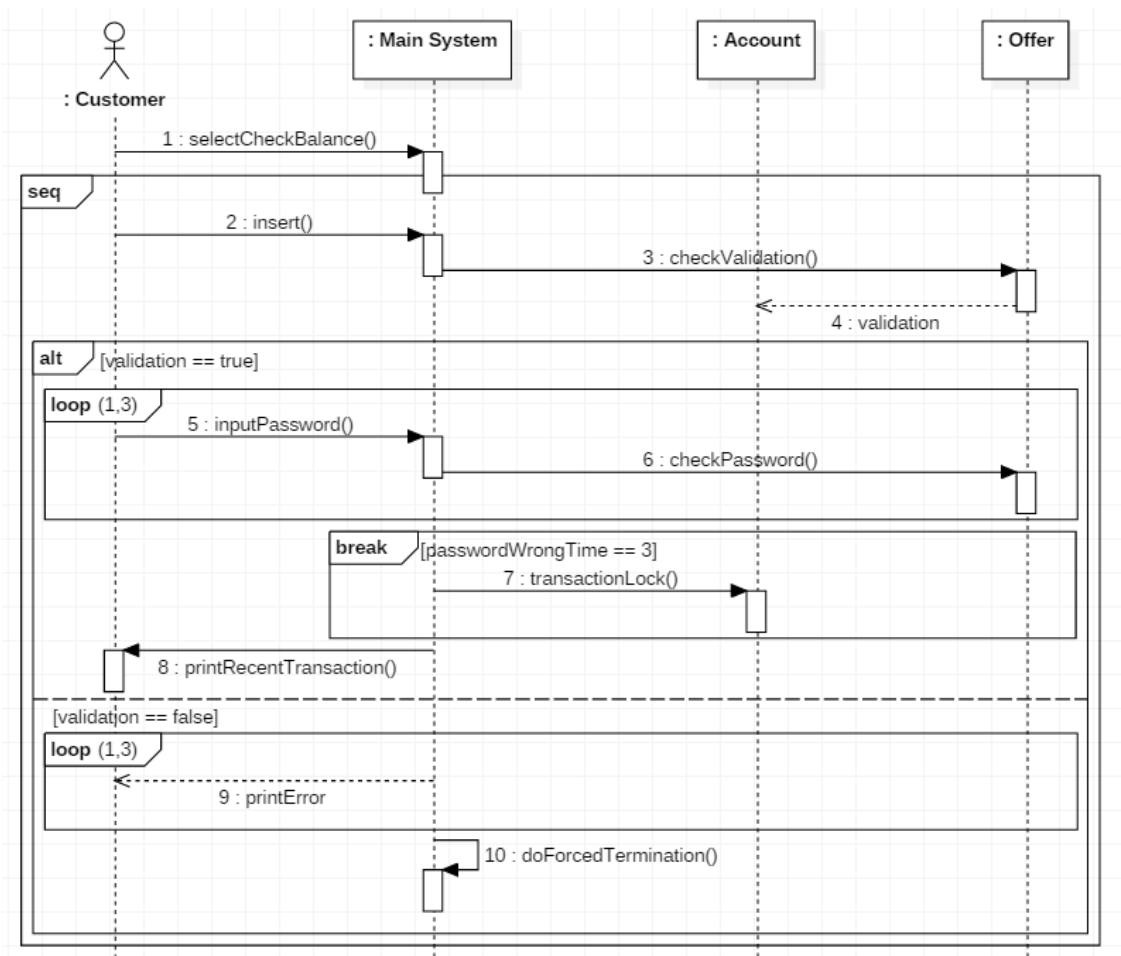 : Main System
: Account
: Offer
: Customer
1 : selectCheckBalance()
seq
2 : insert()
3 : checkValidation()
4 : validation
alt
[validation == true]
loop (1,3)
5 : inputPassword()
6 : checkPassword()
break
[passwordWrongTime == 3]
7 : transactionLock()
8 : printRecentTransaction()
[validation == false]
loop (1,3)
9 : printError
10 : doForcedTermination()